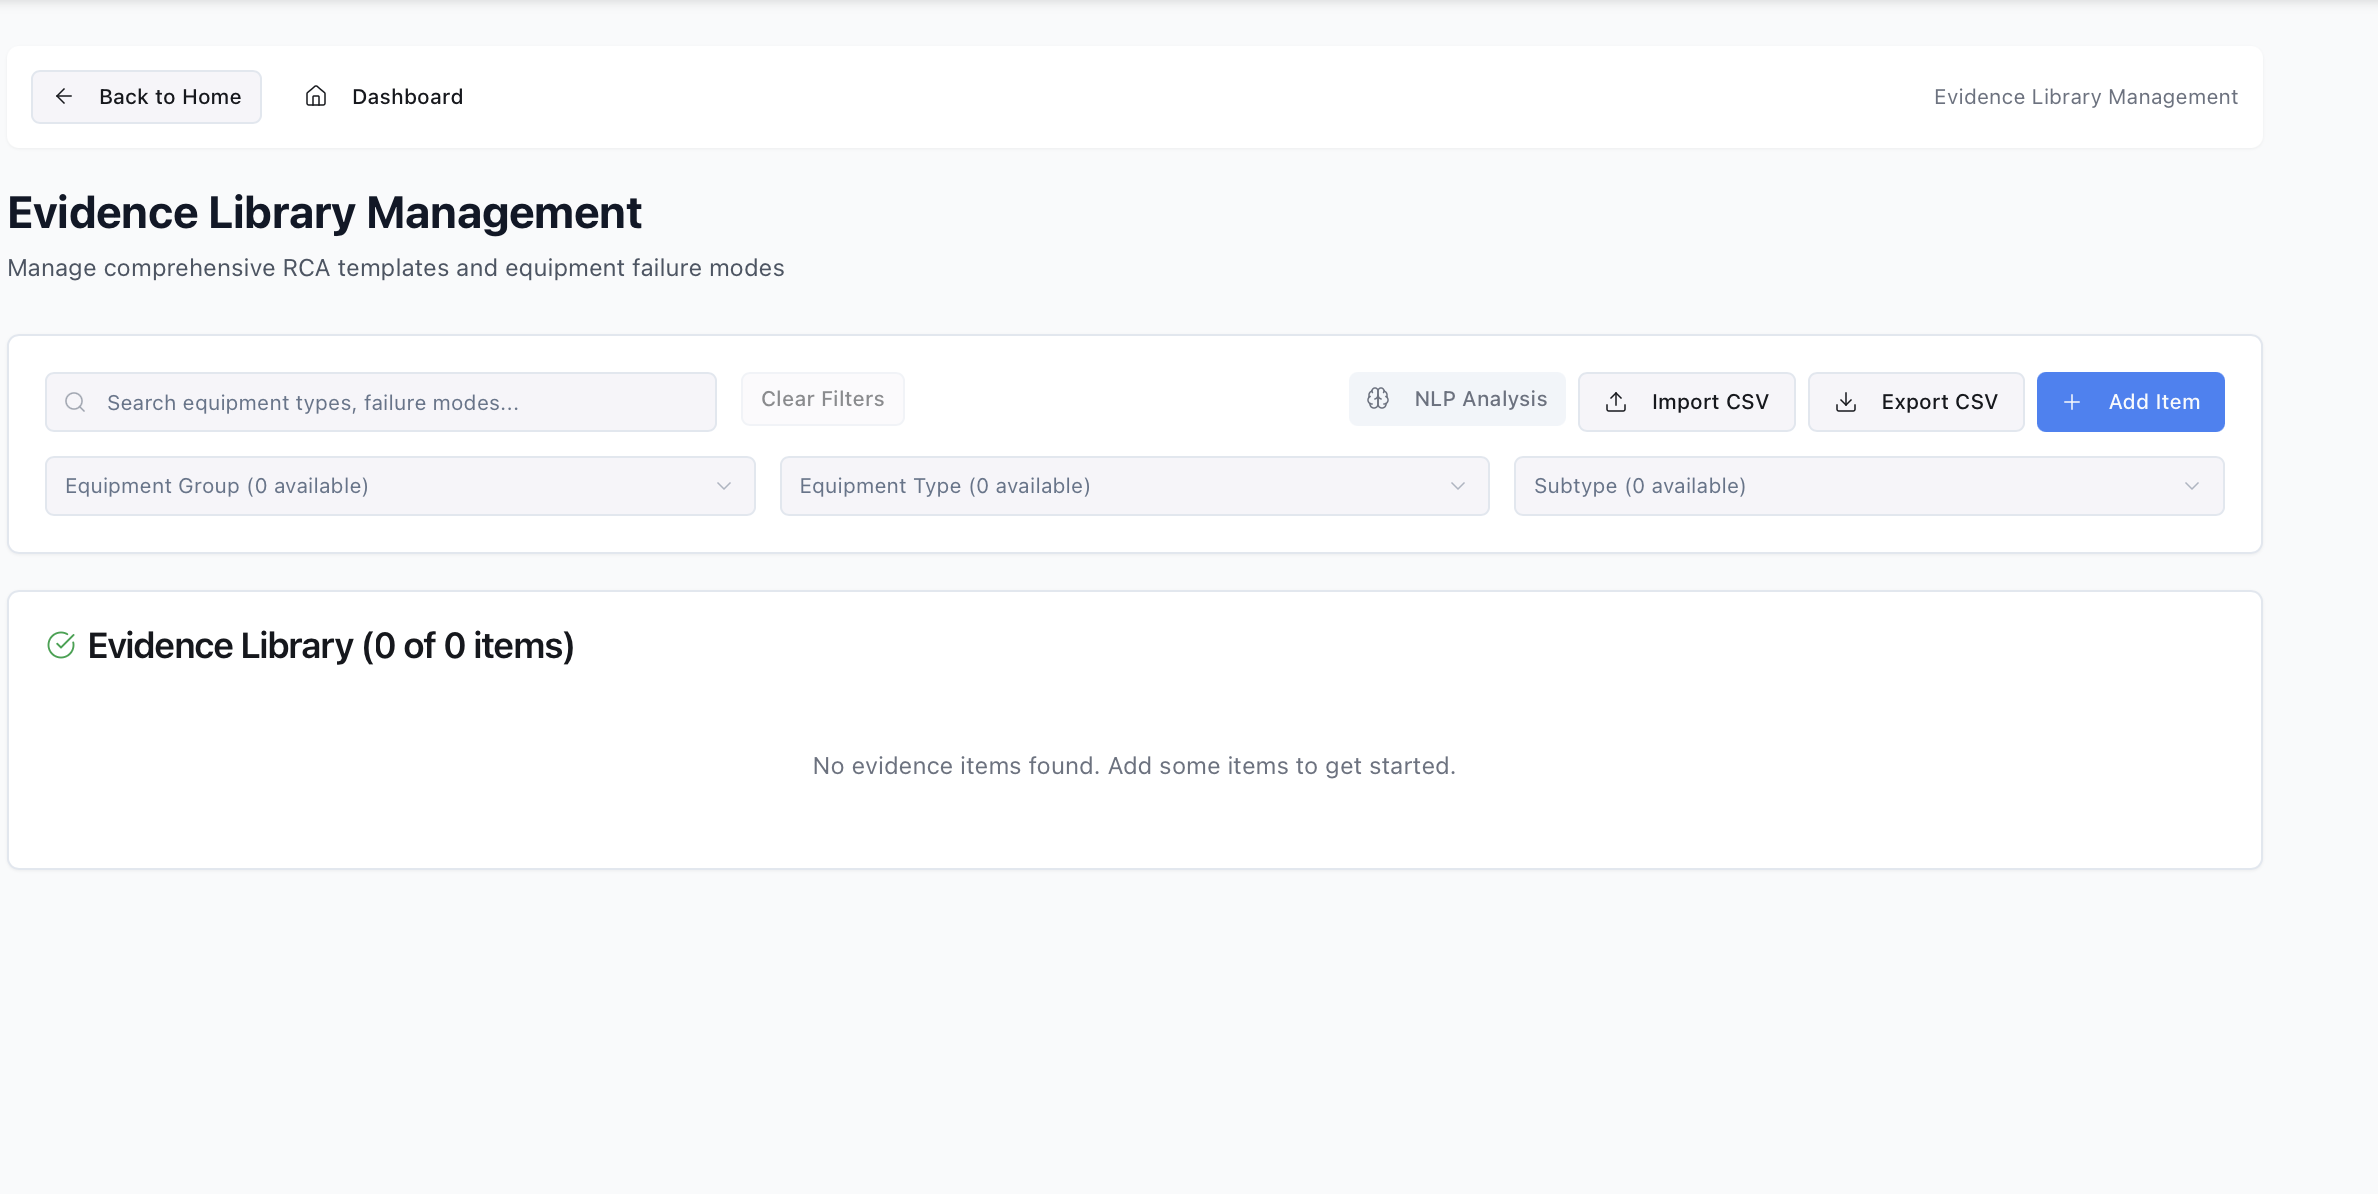 Back to Home
Dashboard
Evidence Library Management
Evidence Library Management
Manage comprehensive RCA templates and equipment failure modes
Search equipment types, failure modes...
Clear Filters
NLP Analysis
Import CSV
Export CSV
Add Item
Equipment Group (0 available)
Equipment Type (0 available)
Subtype (0 available)
Evidence Library (0 of 0 items)
No evidence items found. Add some items to get started.